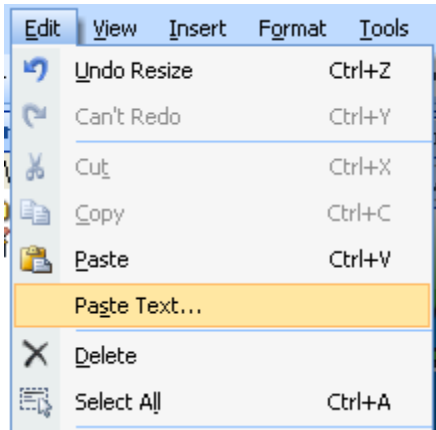 Edit View Insert Format Tools
Undo Resize Ctrl+Z
Can't Redo Ctrl+Y
Cut Ctrl+X
Copy Ctrl+C
Paste Ctrl+V
Paste Text...
Delete
Select All Ctrl+A